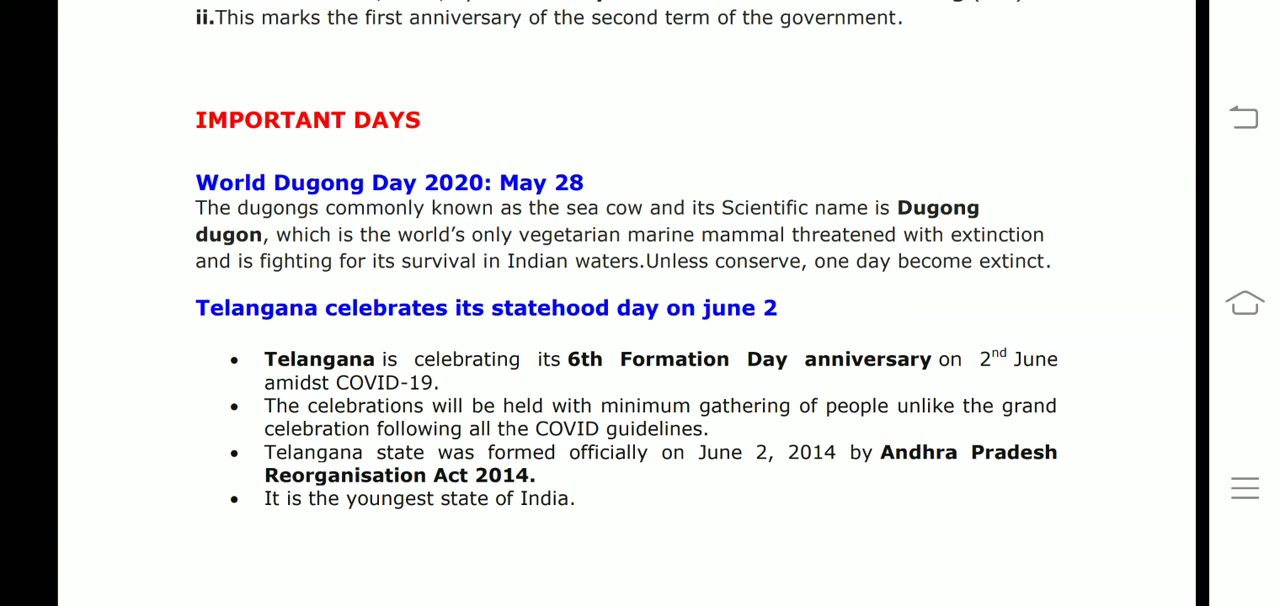 ii.This marks the first anniversary of the second term of the government.
IMPORTANT DAYS
World Dugong Day 2020: May 28
The dugongs commonly known as the sea cow and its Scientific name is Dugong
dugon, which is the world's only vegetarian marine mammal threatened with extinction
and is fighting for its survival in Indian waters.Unless conserve, one day become extinct.
Telangana celebrates its statehood day on june 2
• Telangana is celebrating its 6th Formation Day anniversary on 2nd June
amidst COVID-19.
• The celebrations will be held with minimum gathering of people unlike the grand
celebration following all the COVID guidelines.
• Telangana state was formed officially on June 2, 2014 by Andhra Pradesh
Reorganisation Act 2014.
• It is the youngest state of India.